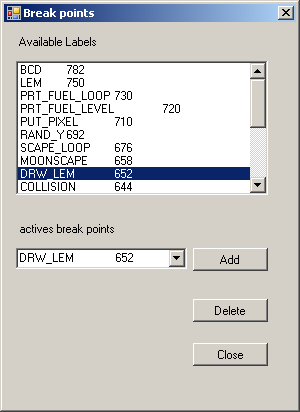 Break points
Available Labels
BCD 782
LEM 750
PRT_FUEL_LOOP 730
PRT_FUEL_LEVEL 720
PUT_PIXEL 710
RAND_Y 692
SCAPE_LOOP 676
MOONSCAPE 658
DRW_LEM 652
COLLISION 644
actives break points
DRW_LEM 652
Add
Delete
Close